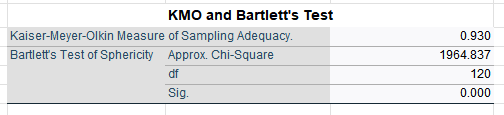 KMO and Bartlett's Test
Kaiser-Meyer-Olkin Measure of Sampling Adequacy. 0.930
Bartlett's Test of Sphericity Approx. Chi-Square 1964.837
df 120
Sig. 0.000